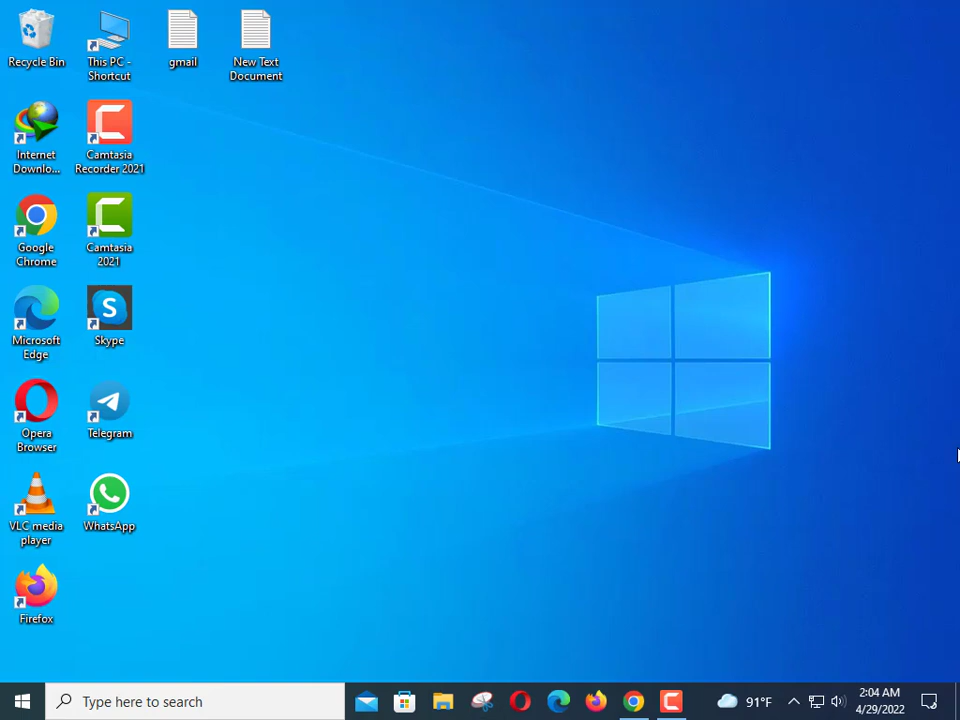 Recycle Bin
This PC -
Shortcut
gmail
New Text
Document
Internet
Downlo...
Camtasia
Recorder 2021
Google
Chrome
Camtasia
2021
Microsoft
Edge
S
Skype
Opera
Browser
Telegram
VLC media
player
WhatsApp
Firefox
Type here to search
91°F
2:04 AM
4/29/2022